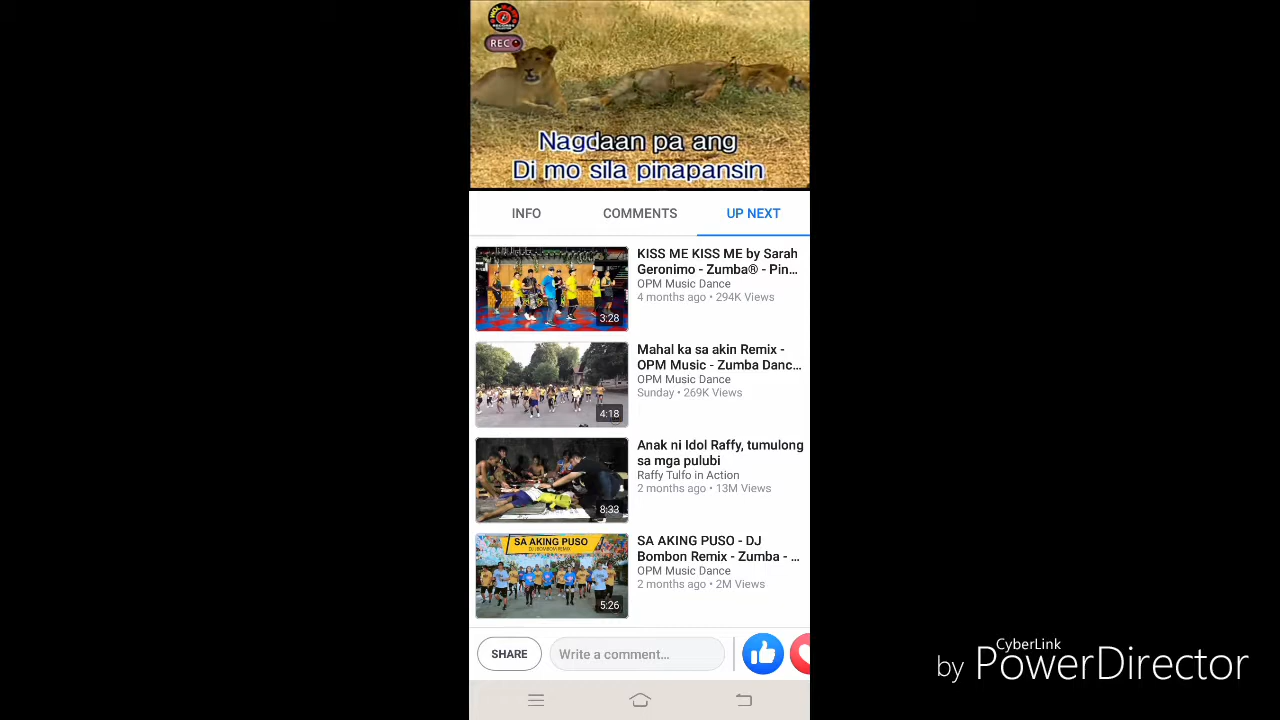 REC
Nagdaan pa ang
Di mo sila pinapansin
INFO
COMMENTS
UP NEXT
KISS ME KISS ME by Sarah
Geronimo - Zumba® - Pin...
OPM Music Dance
4 months ago • 294K Views
3:28
Mahal ka sa akin Remix -
OPM Music - Zumba Danc...
OPM Music Dance
Sunday • 269K Views
4:18
Anak ni Idol Raffy, tumulong
sa mga pulubi
Raffy Tulfo in Action
2 months ago • 13M Views
8:33
SA AKING PUSO
SA AKING PUSO - DJ
Bombon Remix - Zumba - ...
OPM Music Dance
2 months ago • 2M Views
5:26
SHARE
Write a comment...
CyberLink
by PowerDirector